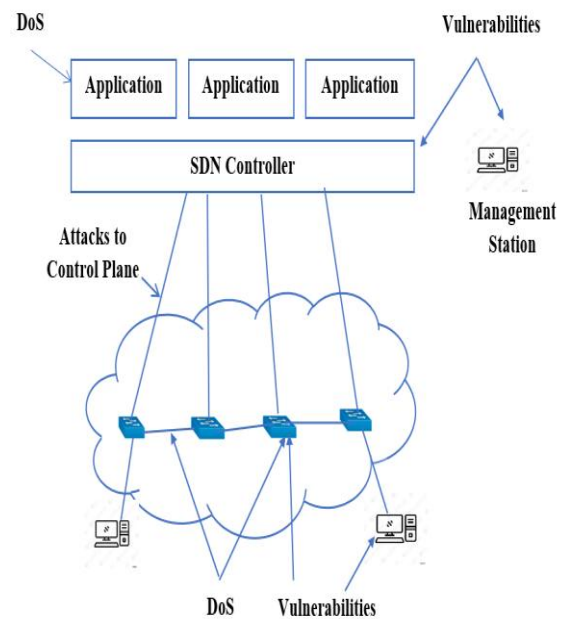 DoS
Vulnerabilities
Application
Application
Application
SDN Controller
Management
Station
Attacks to
Control Plane
DoS
Vulnerabilities